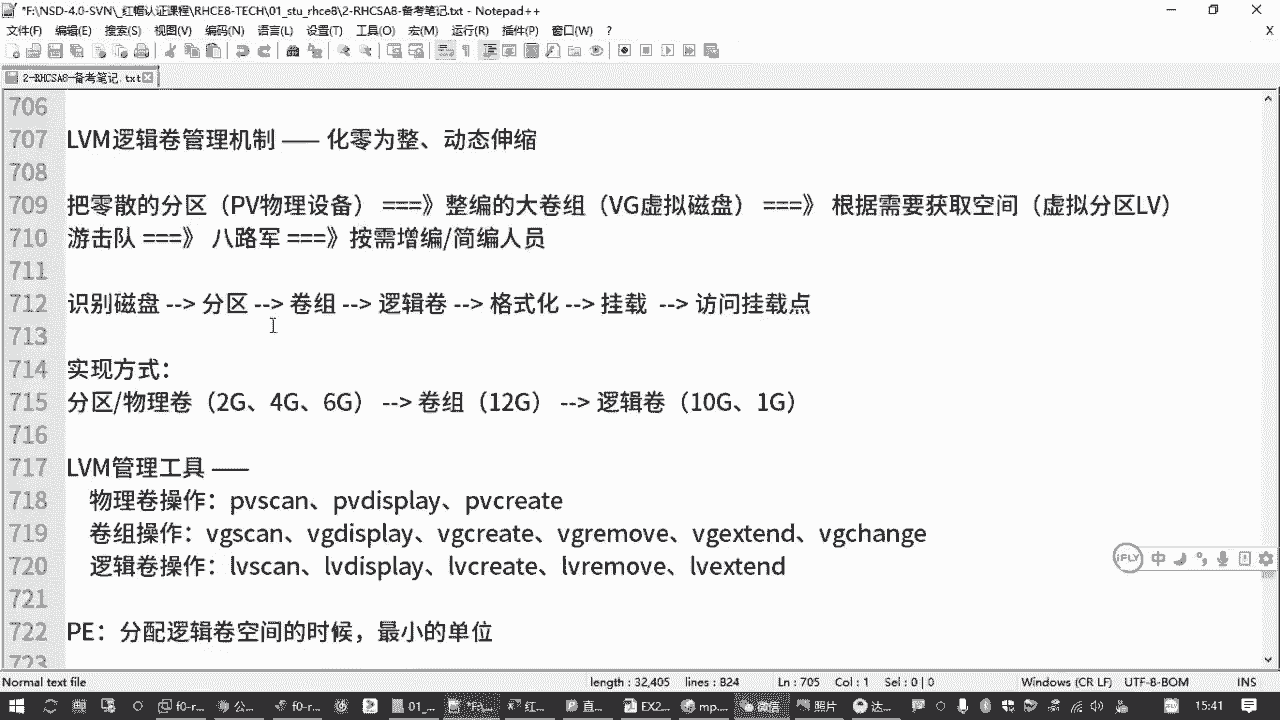 *F:\NSD-4.0-SVN\_红帽认证课程\RHCE8-TECH\01_stu_rhce8\2-RHCSA8-备考笔记.txt - Notepad++
文件(F) 编辑(E) 搜索(S) 视图(V) 编码(N) 语言(L) 设置(T) 工具(O) 宏(M) 运行(R) 插件(P) 窗口(W) ? X
2-RHCSA8-备考笔记.txt
706
707 LVM逻辑卷管理机制 —— 化零为整、动态伸缩
708
709 把零散的分区（PV物理设备） ===》整编的大卷组（VG虚拟磁盘） ===》 根据需要获取空间（虚拟分区LV）
710 游击队 ===》 八路军 ===》按需增编/简编人员
711
712 识别磁盘 --> 分区 --> 卷组 --> 逻辑卷 --> 格式化 --> 挂载 --> 访问挂载点
713
714 实现方式：
715 分区/物理卷（2G、4G、6G） --> 卷组（12G） --> 逻辑卷（10G、1G）
716
717 LVM管理工具 ——
718 物理卷操作：pvscan、pvdisplay、pvcreate
719 卷组操作：vgscan、vgdisplay、vgcreate、vgremove、vgextend、vgchange
720 逻辑卷操作：lvscan、lvdisplay、lvcreate、lvremove、lvextend
721
722 PE：分配逻辑卷空间的时候，最小的单位
723
iFLY 中
Normal text file length : 32,405 lines : 824 Ln : 705 Col : 1 Sel : 0 | 0 Windows (CR LF) UTF-8-BOM INS
f0-r... 公... f0-r... 01_... *F:\... 红... 直... EX2... mp... 微信 照片 达... 15:41